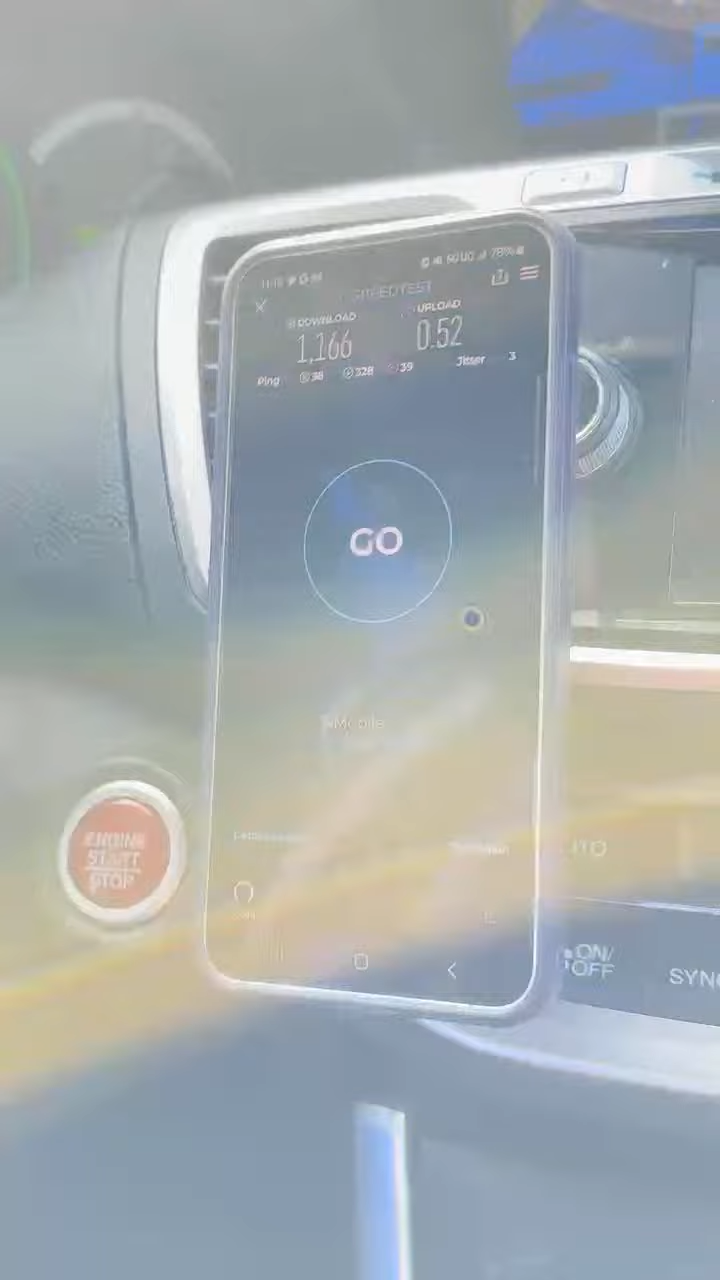 78%
SPEEDTEST
DOWNLOAD UPLOAD
1,166 0.52
Ping 38 328 39 Jitter 3
GO
Mobile
ENGINE
START
STOP
ON/
OFF
SYNC